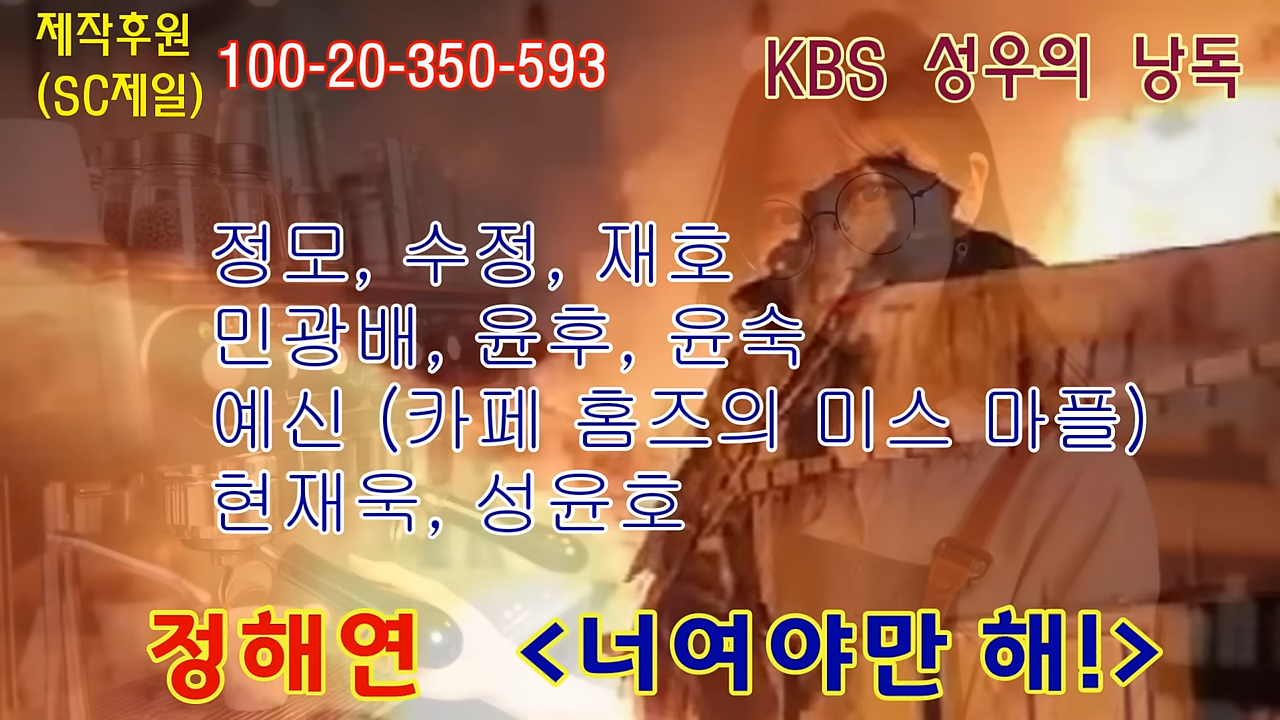 제작후원
(SC제일)
100-20-350-593
KBS 성우의 낭독
정모, 수정, 재호
민광배, 윤후, 윤숙
예신 (카페 홈즈의 미스 마플)
현재욱, 성윤호
정해연 <너여야만 해!>